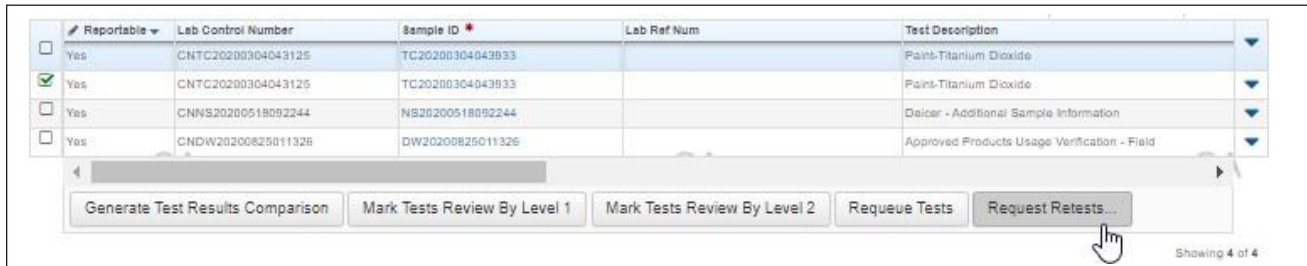 Reportable Lab Control Number Sample ID * Lab Ref Num Test Description
Yes CNTC20200304043125 TC20200304043933 Paint-Titanium Dioxide
Yes CNTC20200304043125 TC20200304043933 Paint-Titanium Dioxide
Yes CNNS20200518092244 NS20200518092244 Deicer - Additional Sample Information
Yes CNDW20200825011326 DW20200825011326 Approved Products Usage Verification - Field
Generate Test Results Comparison Mark Tests Review By Level 1 Mark Tests Review By Level 2 Requeue Tests Request Retests...
Showing 4 of 4